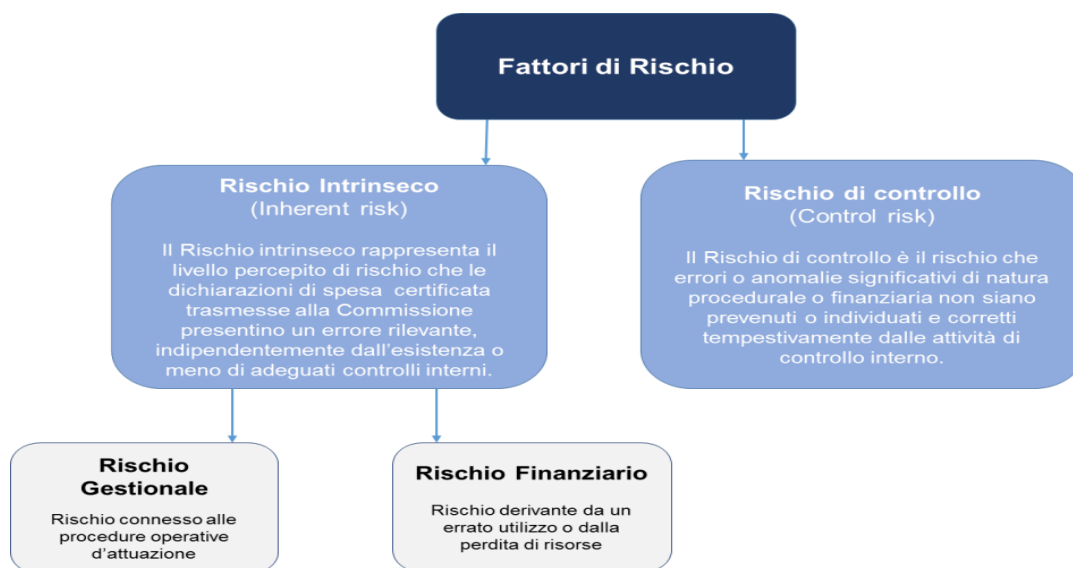 Fattori di Rischio
Rischio Intrinseco
(Inherent risk)
Il Rischio intrinseco rappresenta il
livello percepito di rischio che le
dichiarazioni di spesa certificata
trasmesse alla Commissione
presentino un errore rilevante,
indipendentemente dall'esistenza o
meno di adeguati controlli interni.
Rischio di controllo
(Control risk)
Il Rischio di controllo è il rischio che
errori o anomalie significativi di natura
procedurale o finanziaria non siano
prevenuti o individuati e corretti
tempestivamente dalle attività di
controllo interno.
Rischio
Gestionale
Rischio connesso alle
procedure operative
d'attuazione
Rischio Finanziario
Rischio derivante da un
errato utilizzo o dalla
perdita di risorse